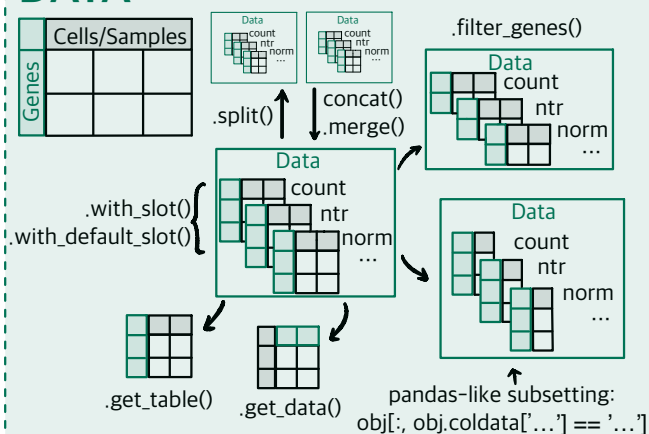 DATA
Cells/Samples
Genes
Data
count
ntr
norm
...
Data
count
ntr
norm
...
.split()
concat()
.merge()
.filter_genes()
Data
count
ntr
norm
...
Data
count
ntr
norm
...
.with_slot()
.with_default_slot()
Data
count
ntr
norm
...
.get_table()
.get_data()
pandas-like subsetting:
obj[:, obj.coldata['...'] == '...']